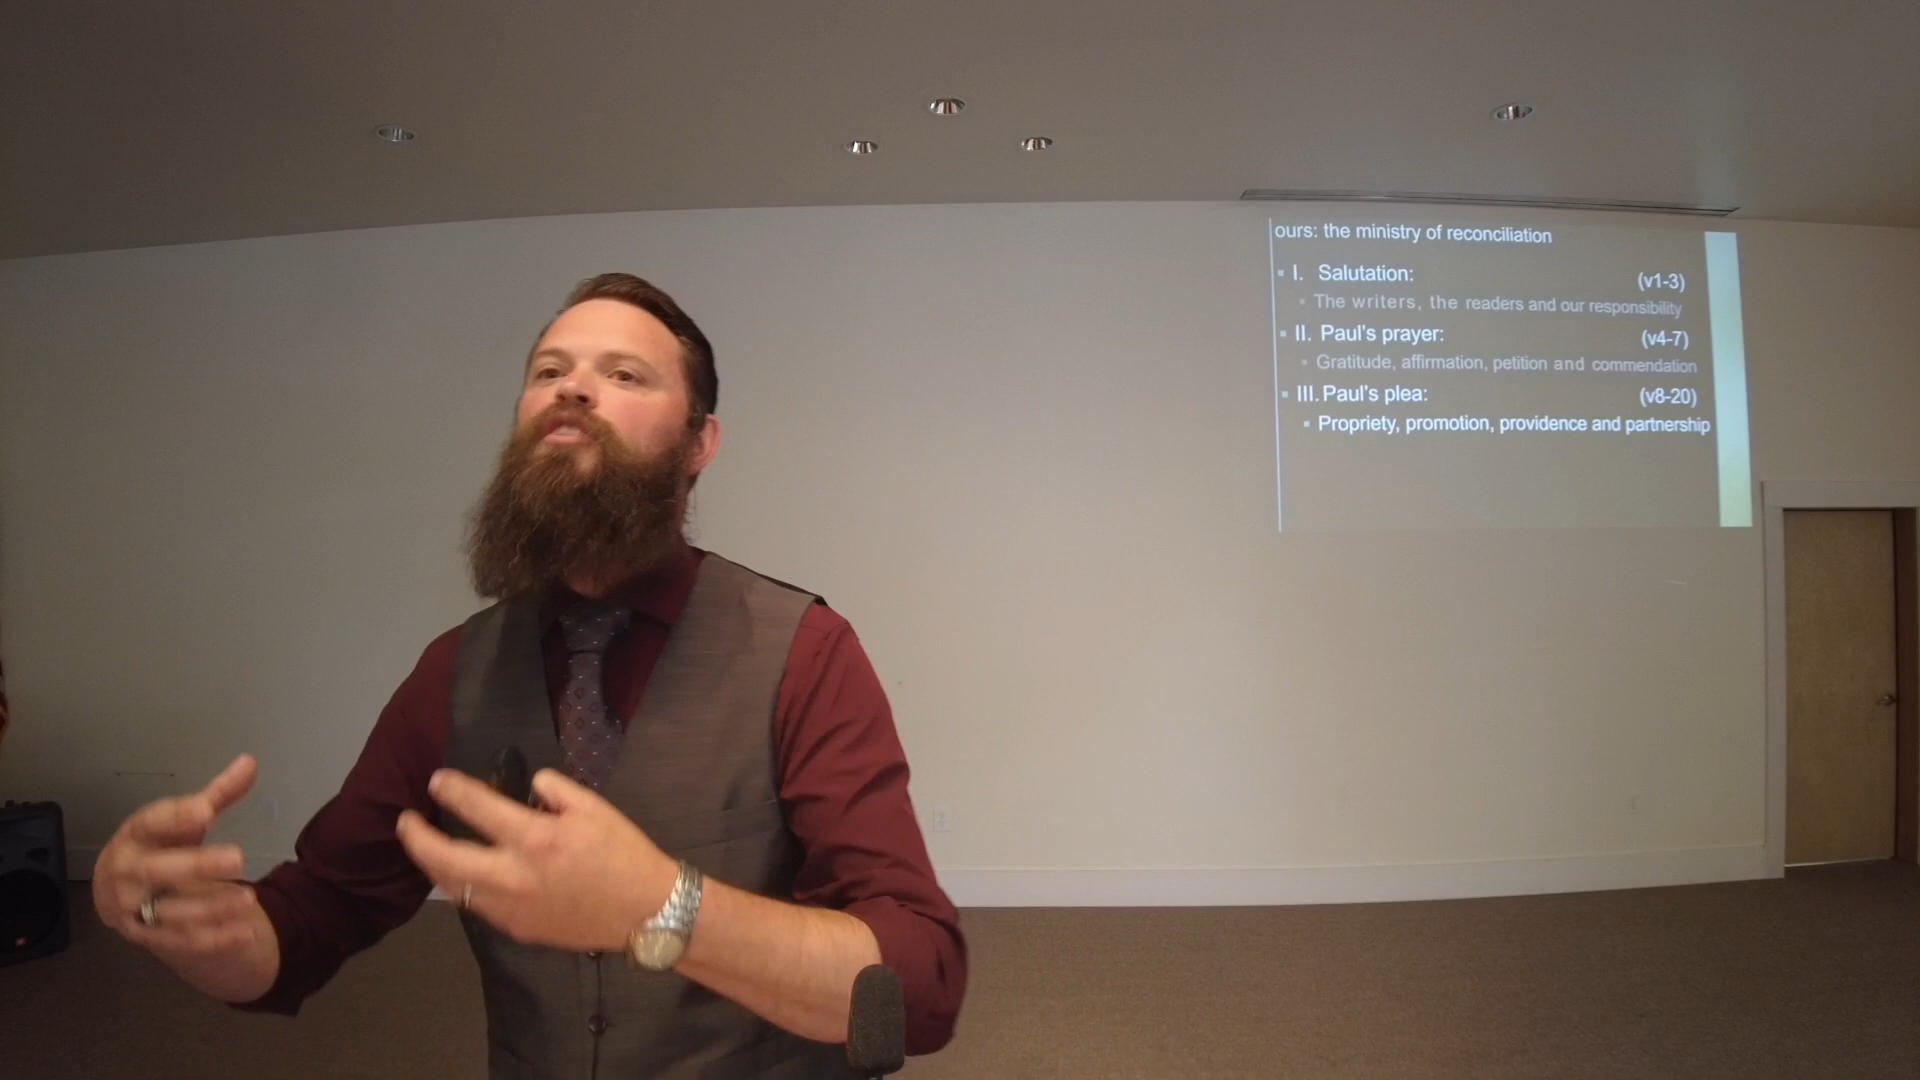 ours: the ministry of reconciliation
▪ I. Salutation: (v1-3)
▪ The writers, the readers and our responsibility
▪ II. Paul's prayer: (v4-7)
▪ Gratitude, affirmation, petition and commendation
▪ III. Paul's plea: (v8-20)
▪ Propriety, promotion, providence and partnership